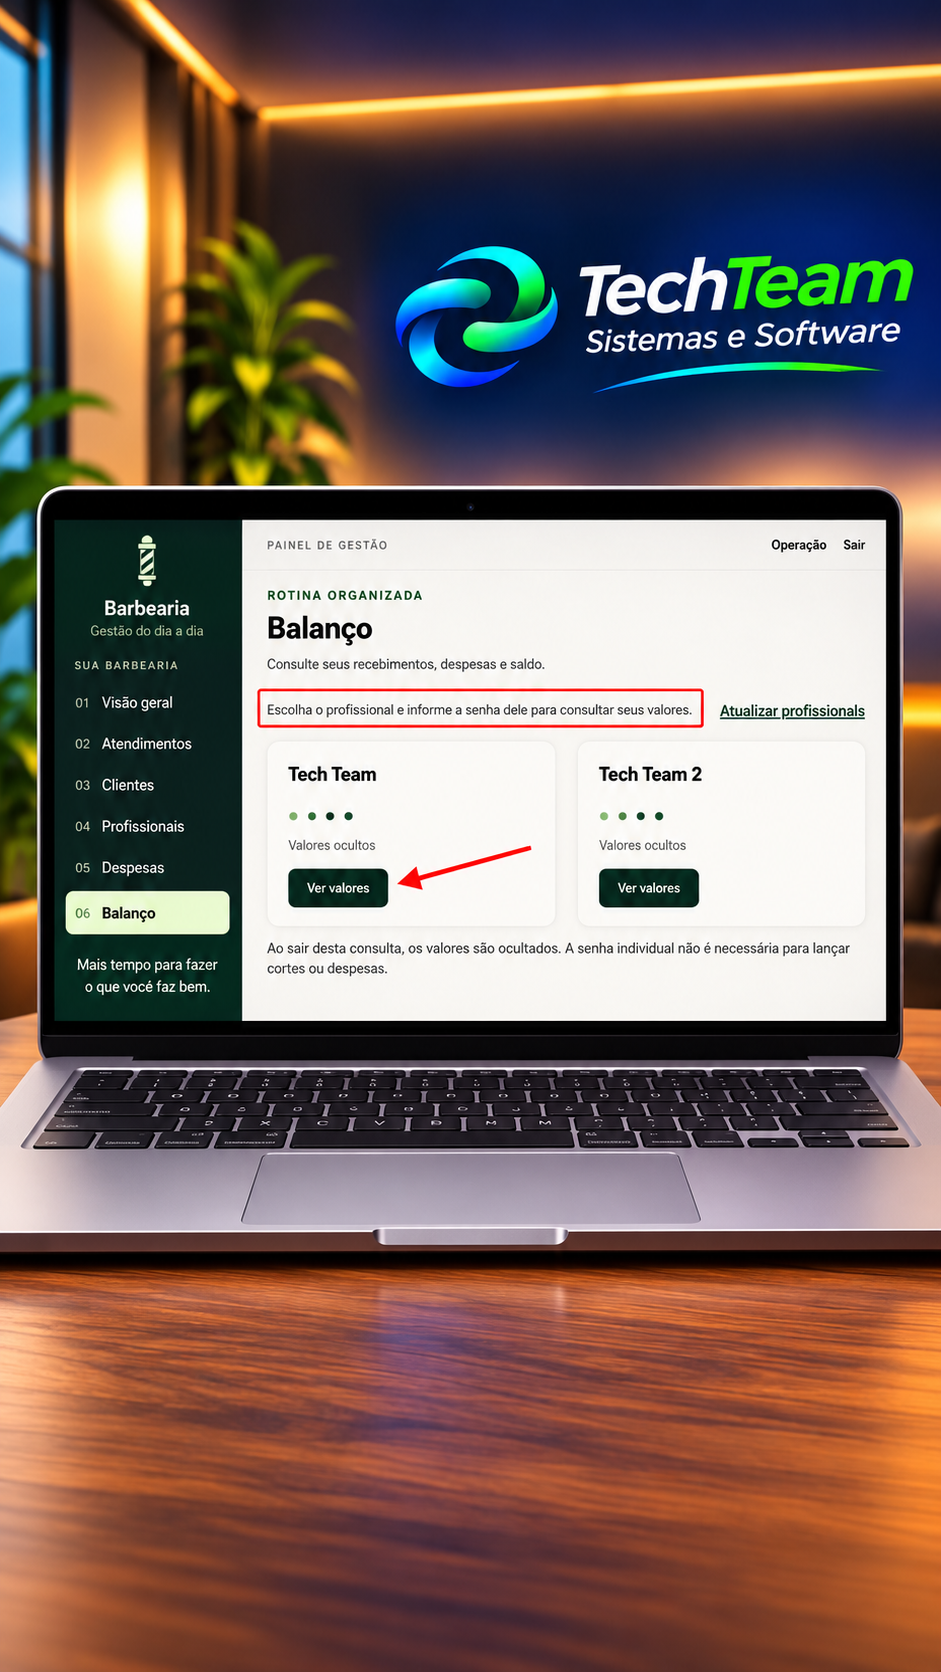 TechTeam
Sistemas e Software
Barbearia
Gestão do dia a dia
SUA BARBEARIA
01 Visão geral
02 Atendimentos
03 Clientes
04 Profissionais
05 Despesas
06 Balanço
Mais tempo para fazer
o que vocé faz bem.
PAINEL DE GESTÃO
Operação Sair
ROTINA ORGANIZADA
Balanço
Consulte seus recebimentos, despesas e saldo.
Escolha o profissional e informe a senha dele para consultar seus valores.
Atualizar profissionals
Tech Team
Valores ocultos
Ver valores
Tech Team 2
Valores ocultos
Ver valores
Ao sair desta consulta, os valores são ocultados. A senha individual não é necessária para lançar
cortes ou despesas.